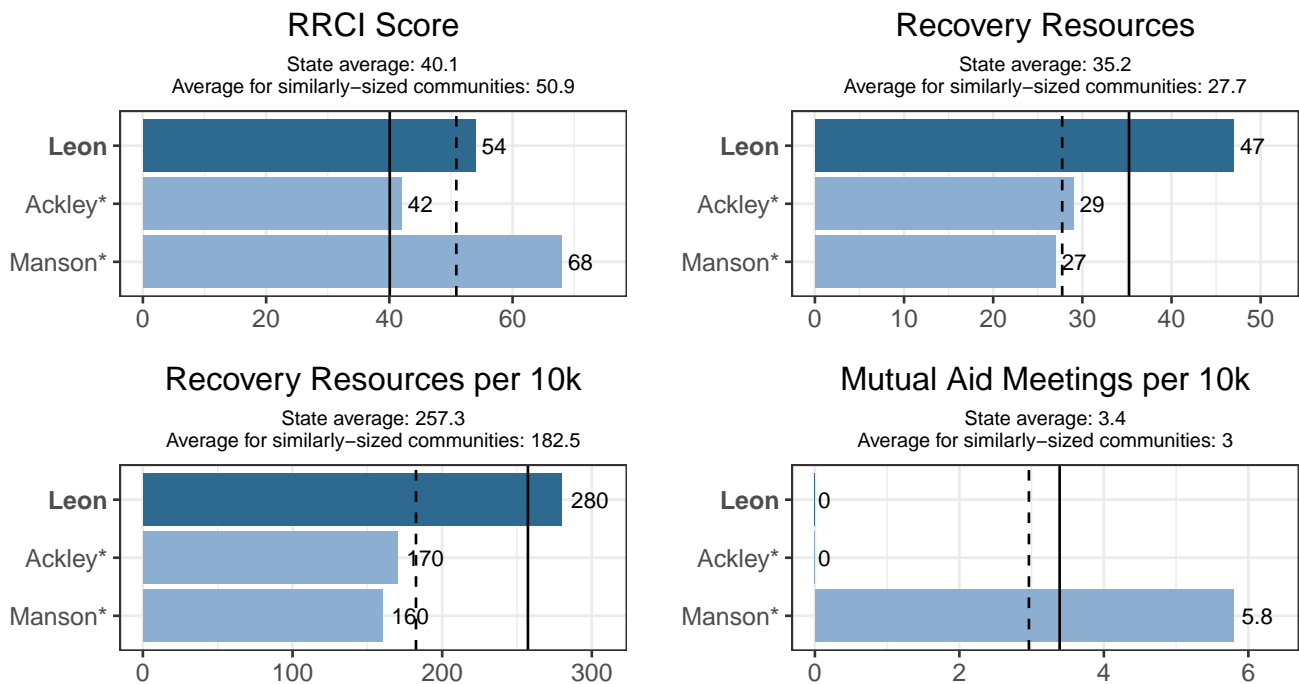 RRCI Score
State average: 40.1
Average for similarly−sized communities: 50.9
Leon
54
Ackley*
42
Manson*
68
0 20 40 60
Recovery Resources
State average: 35.2
Average for similarly−sized communities: 27.7
Leon
47
Ackley*
29
Manson*
27
0 10 20 30 40 50
Recovery Resources per 10k
State average: 257.3
Average for similarly−sized communities: 182.5
Leon
280
Ackley*
170
Manson*
160
0 100 200 300
Mutual Aid Meetings per 10k
State average: 3.4
Average for similarly−sized communities: 3
Leon
0
Ackley*
0
Manson*
5.8
0 2 4 6